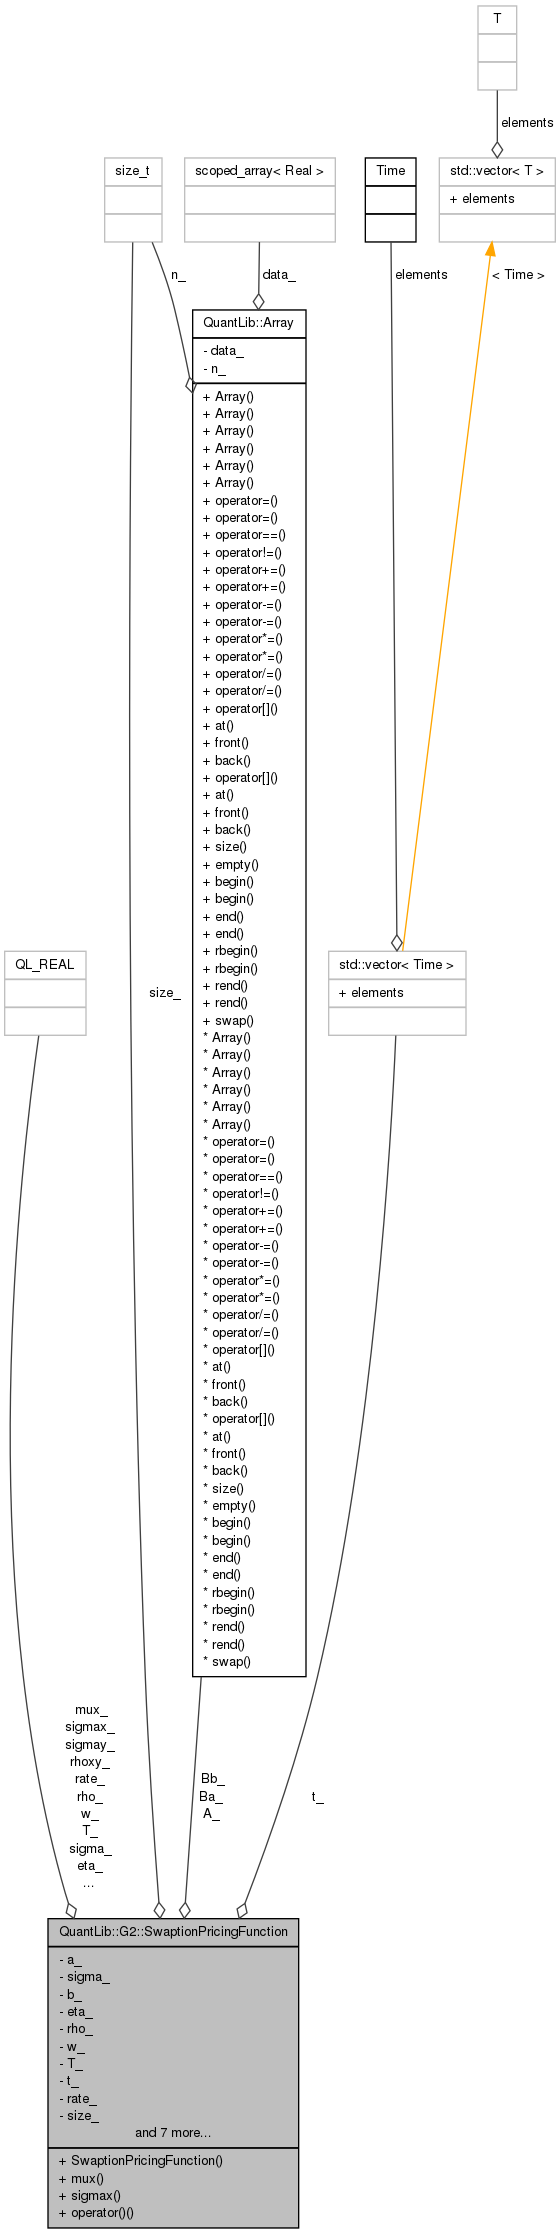 T
elements
size_t
scoped_array< Real >
Time
std::vector< T >
+ elements
n_
data_
elements
< Time >
QuantLib::Array
- data_
- n_
+ Array()
+ Array()
+ Array()
+ Array()
+ Array()
+ Array()
+ operator=()
+ operator=()
+ operator==()
+ operator!=()
+ operator+=()
+ operator+=()
+ operator-=()
+ operator-=()
+ operator*=()
+ operator*=()
+ operator/=()
+ operator/=()
+ operator[]()
+ at()
+ front()
+ back()
+ operator[]()
+ at()
+ front()
+ back()
+ size()
+ empty()
+ begin()
+ begin()
+ end()
+ end()
+ rbegin()
+ rbegin()
+ rend()
+ rend()
+ swap()
* Array()
* Array()
* Array()
* Array()
* Array()
* Array()
* operator=()
* operator=()
* operator==()
* operator!=()
* operator+=()
* operator+=()
* operator-=()
* operator-=()
* operator*=()
* operator*=()
* operator/=()
* operator/=()
* operator[]()
* at()
* front()
* back()
* operator[]()
* at()
* front()
* back()
* size()
* empty()
* begin()
* begin()
* end()
* end()
* rbegin()
* rbegin()
* rend()
* rend()
* swap()
QL_REAL
size_
std::vector< Time >
+ elements
mux_
sigmax_
sigmay_
rhoxy_
rate_
rho_
w_
T_
sigma_
eta_
...
Bb_
Ba_
A_
t_
QuantLib::G2::SwaptionPricingFunction
- a_
- sigma_
- b_
- eta_
- rho_
- w_
- T_
- t_
- rate_
- size_
and 7 more...
+ SwaptionPricingFunction()
+ mux()
+ sigmax()
+ operator()()